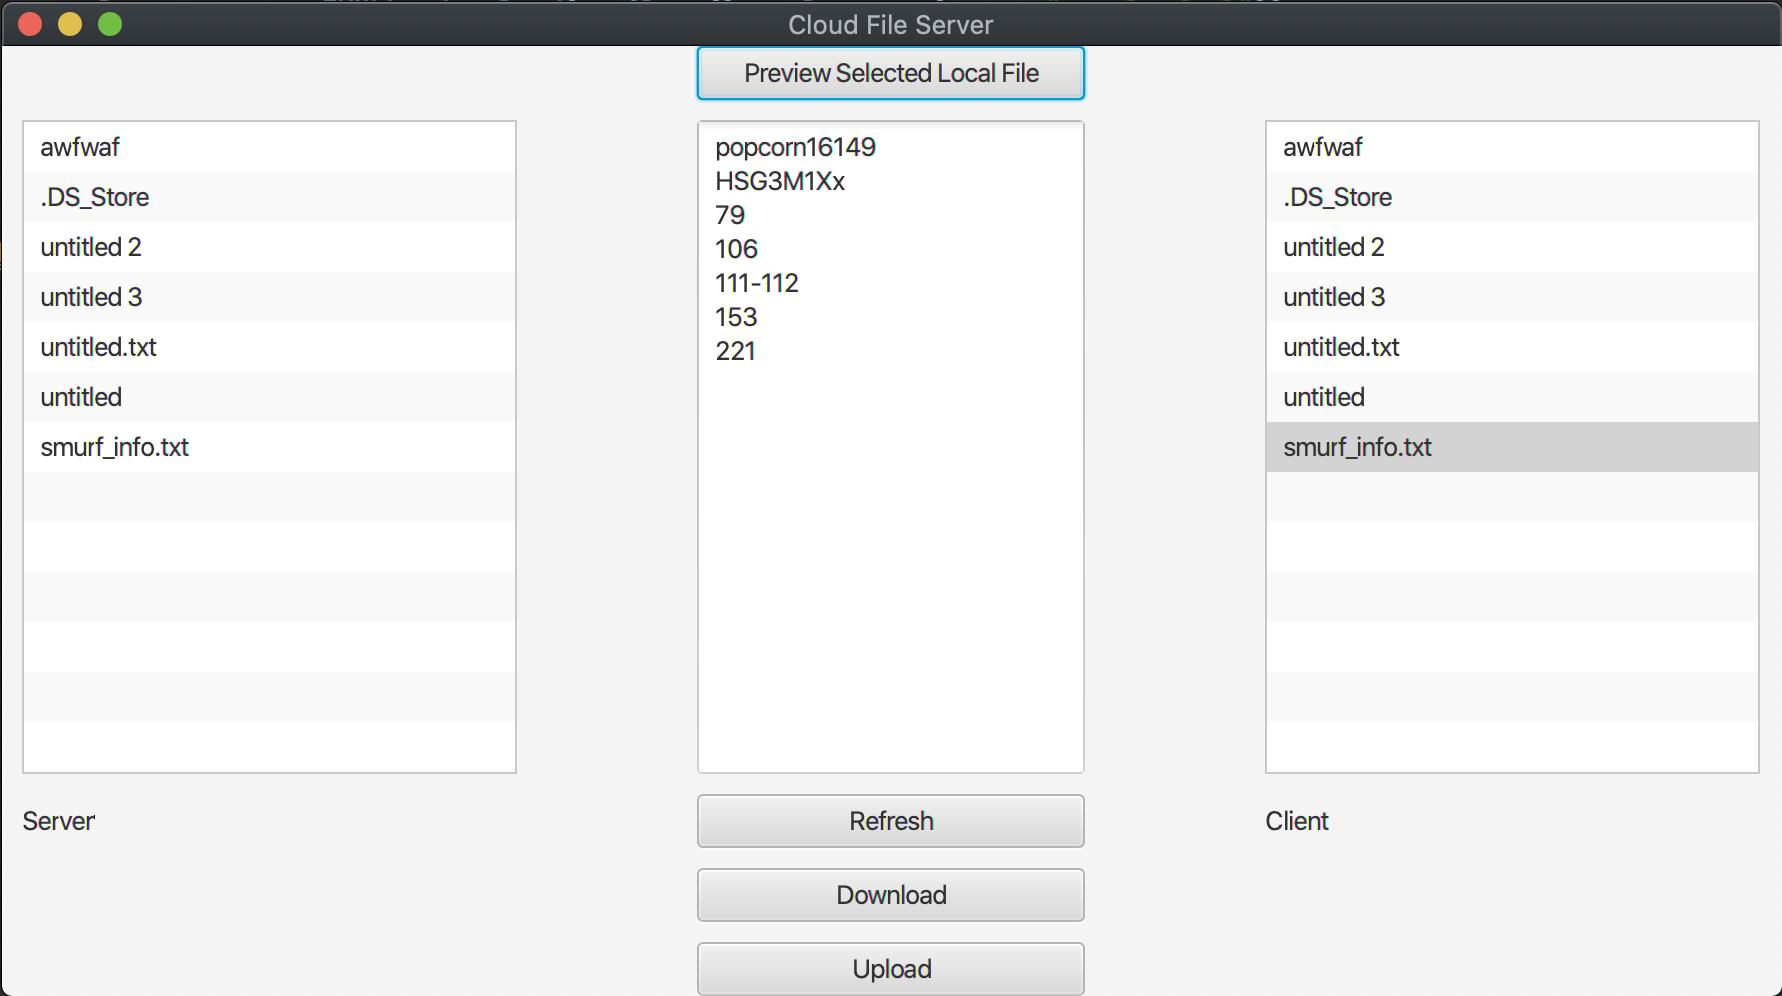 Cloud File Server
Preview Selected Local File
awfwaf
.DS_Store
untitled 2
untitled 3
untitled.txt
untitled
smurf_info.txt
Server
popcorn16149
HSG3M1Xx
79
106
111-112
153
221
Refresh
Download
Upload
awfwaf
.DS_Store
untitled 2
untitled 3
untitled.txt
untitled
smurf_info.txt
Client